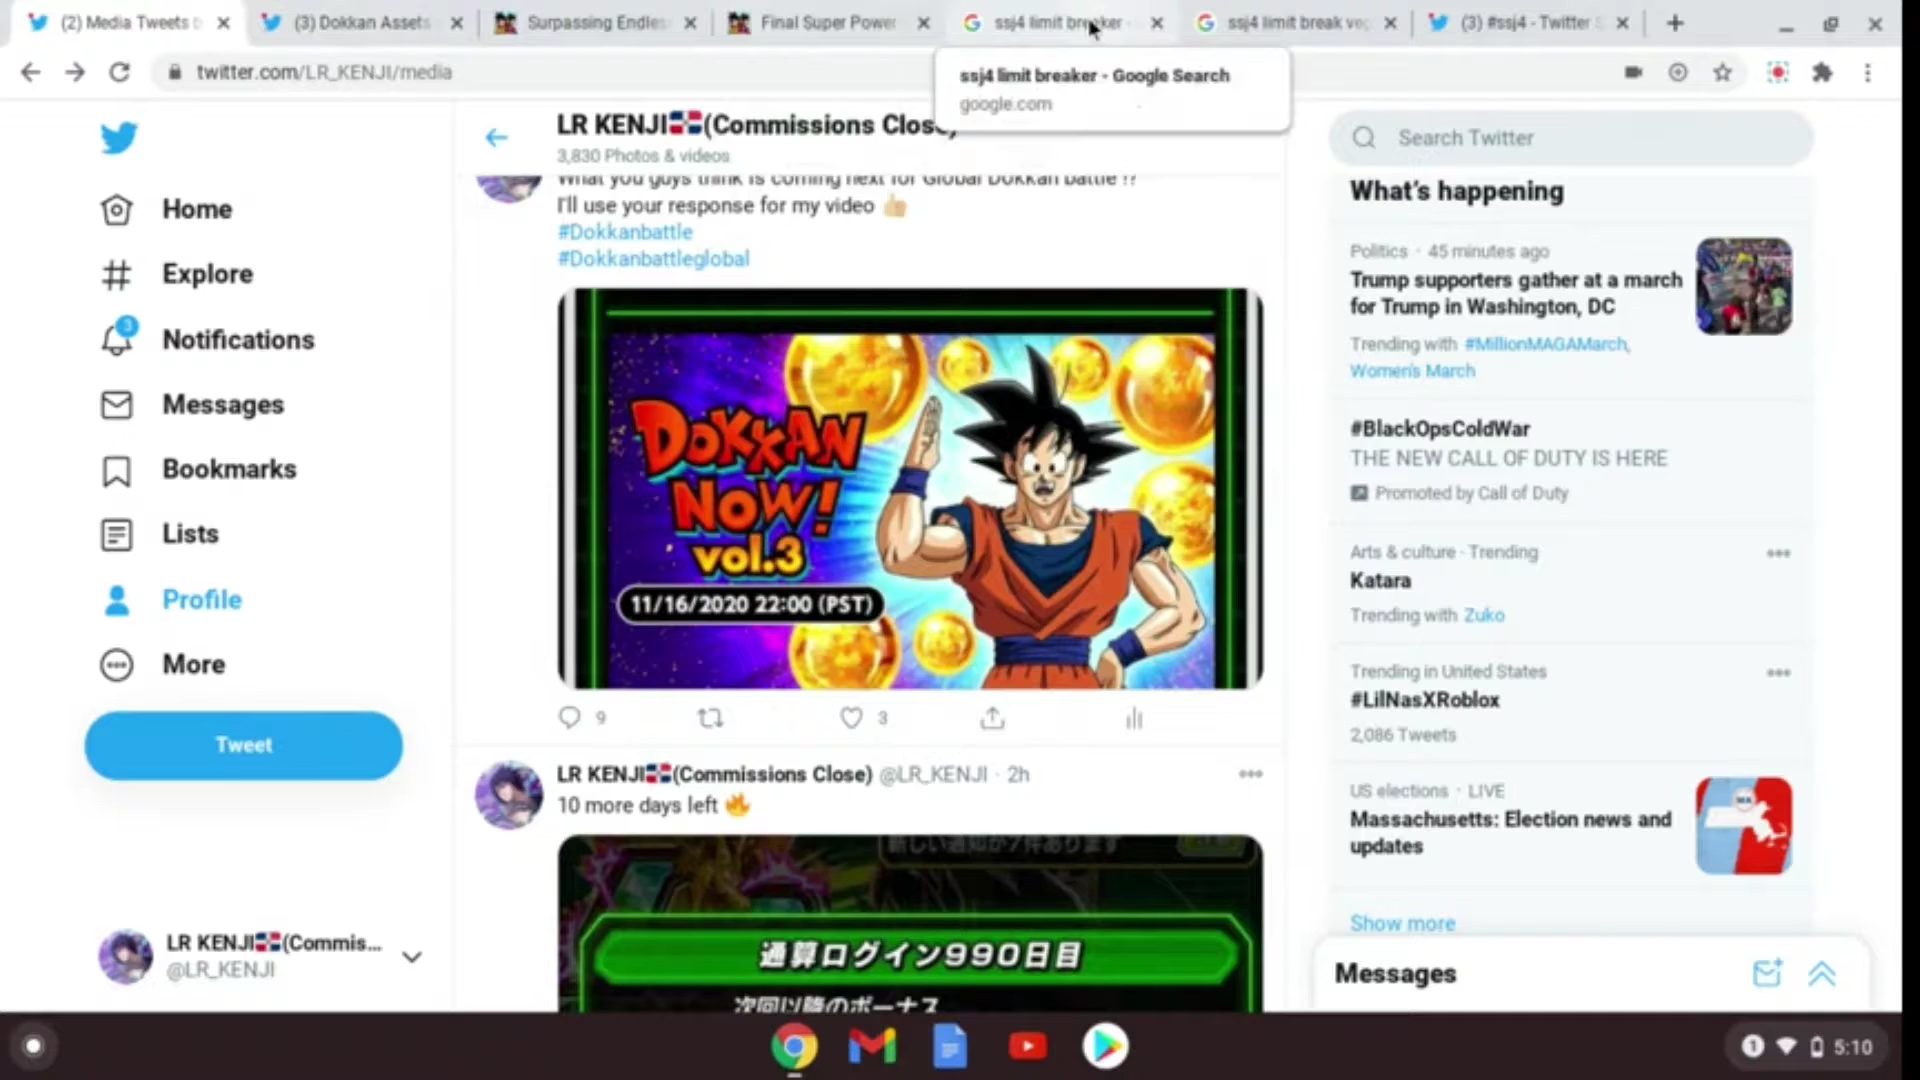 (2) Media Tweets b
(3) Dokkan Assets
Surpassing Endles
Final Super Power
ssj4 limit breaker -
ssj4 limit break veg
(3) #ssj4 - Twitter S
twitter.com/LR_KENJI/media
ssj4 limit breaker - Google Search
google.com
Home
Explore
3
Notifications
Messages
Bookmarks
Lists
Profile
More
Tweet
LR KENJI🇩🇴(Commis...
@LR_KENJI
LR KENJI🇩🇴(Commissions Close)
3,830 Photos & videos
What you guys think is coming next for Global Dokkan battle !?
I'll use your response for my video 👍🏼
#Dokkanbattle
#Dokkanbattleglobal
DOKKAN
NOW!
vol.3
11/16/2020 22:00 (PST)
9
3
LR KENJI🇩🇴(Commissions Close) @LR_KENJI · 2h
10 more days left 🔥
新しい通知が7件あります
通算ログイン990日目
次回以降のボーナス
Search Twitter
What's happening
Politics · 45 minutes ago
Trump supporters gather at a march
for Trump in Washington, DC
Trending with #MillionMAGAMarch,
Women's March
#BlackOpsColdWar
THE NEW CALL OF DUTY IS HERE
Promoted by Call of Duty
Arts & culture · Trending
Katara
Trending with Zuko
Trending in United States
#LilNasXRoblox
2,086 Tweets
US elections · LIVE
Massachusetts: Election news and
updates
MA
Show more
Messages
1
5:10